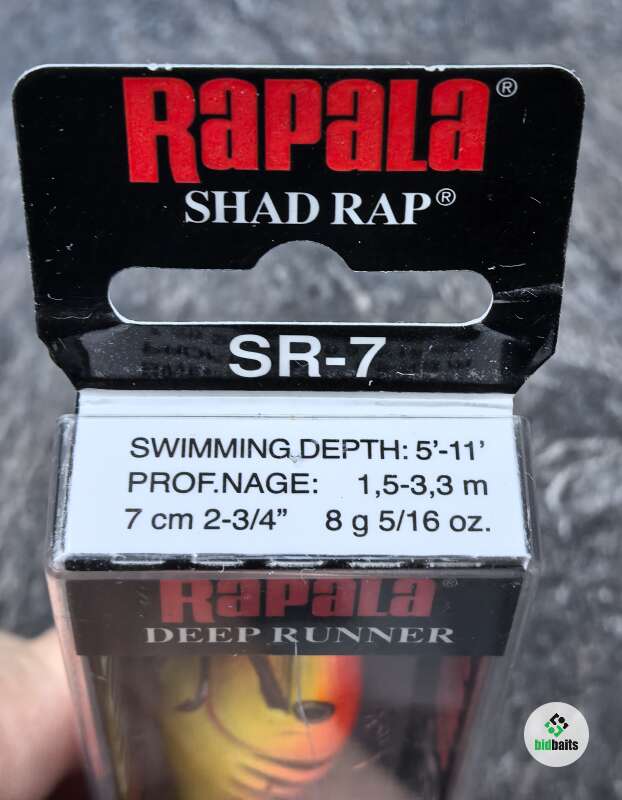 RAPALA®
SHAD RAP®
SR-7
SWIMMING DEPTH: 5'-11'
PROF.NAGE: 1,5-3,3 m
7 cm 2-3/4" 8 g 5/16 oz.
RAPALA®
DEEP RUNNER
bidbaits